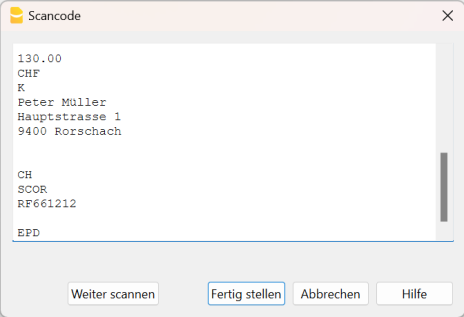 Scancode
130.00
CHF
K
Peter Müller
Hauptstrasse 1
9400 Rorschach
CH
SCOR
RF661212
EPD
Weiter scannen Fertig stellen Abbrechen Hilfe